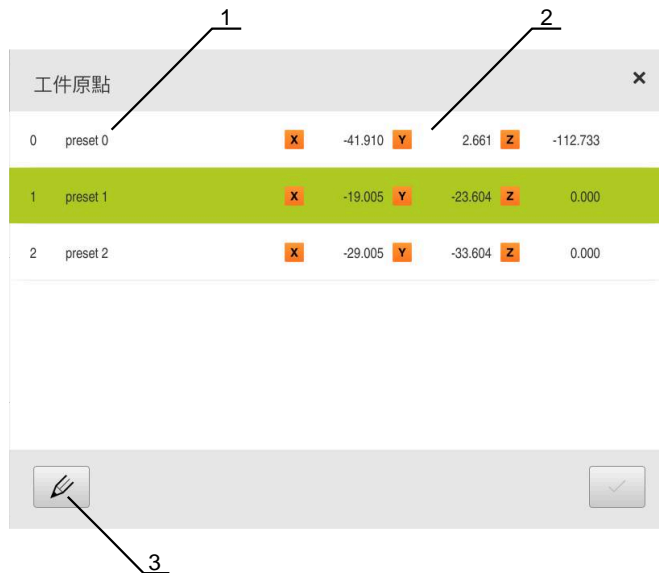 1 2
工件原點 ×
0 preset 0 X -41.910 Y 2.661 Z -112.733
1 preset 1 X -19.005 Y -23.604 Z 0.000
2 preset 2 X -29.005 Y -33.604 Z 0.000
3